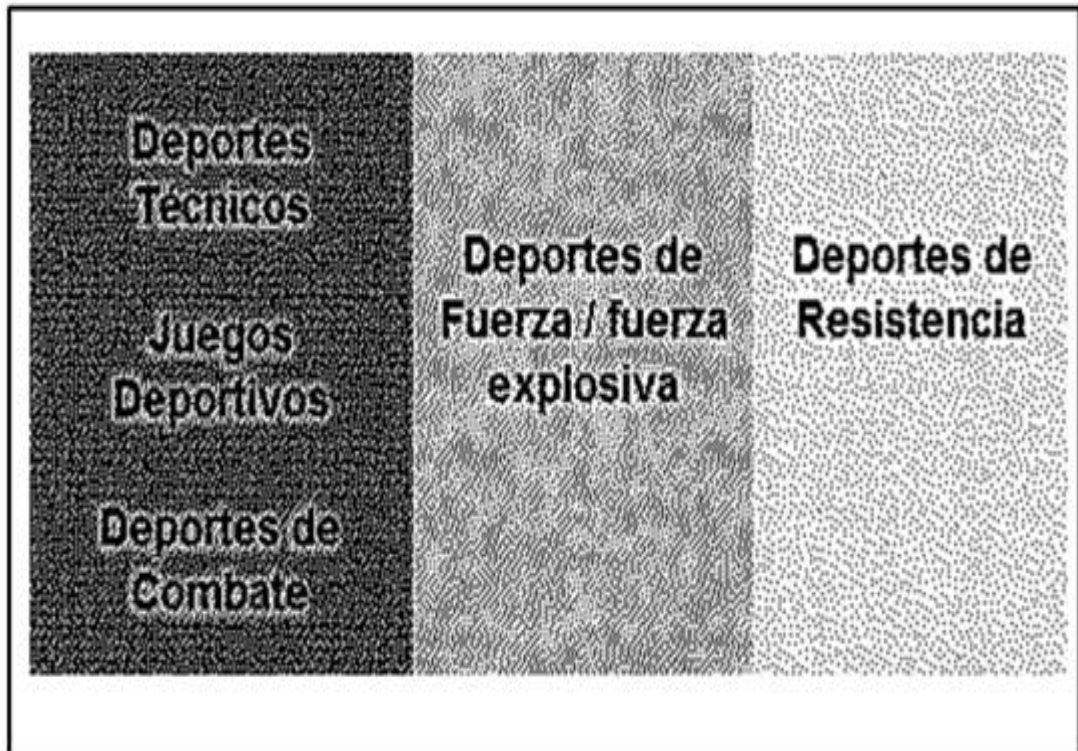 Deportes
Técnicos
Juegos
Deportivos
Deportes de
Combate
Deportes de
Fuerza / fuerza
explosiva
Deportes de
Resistencia